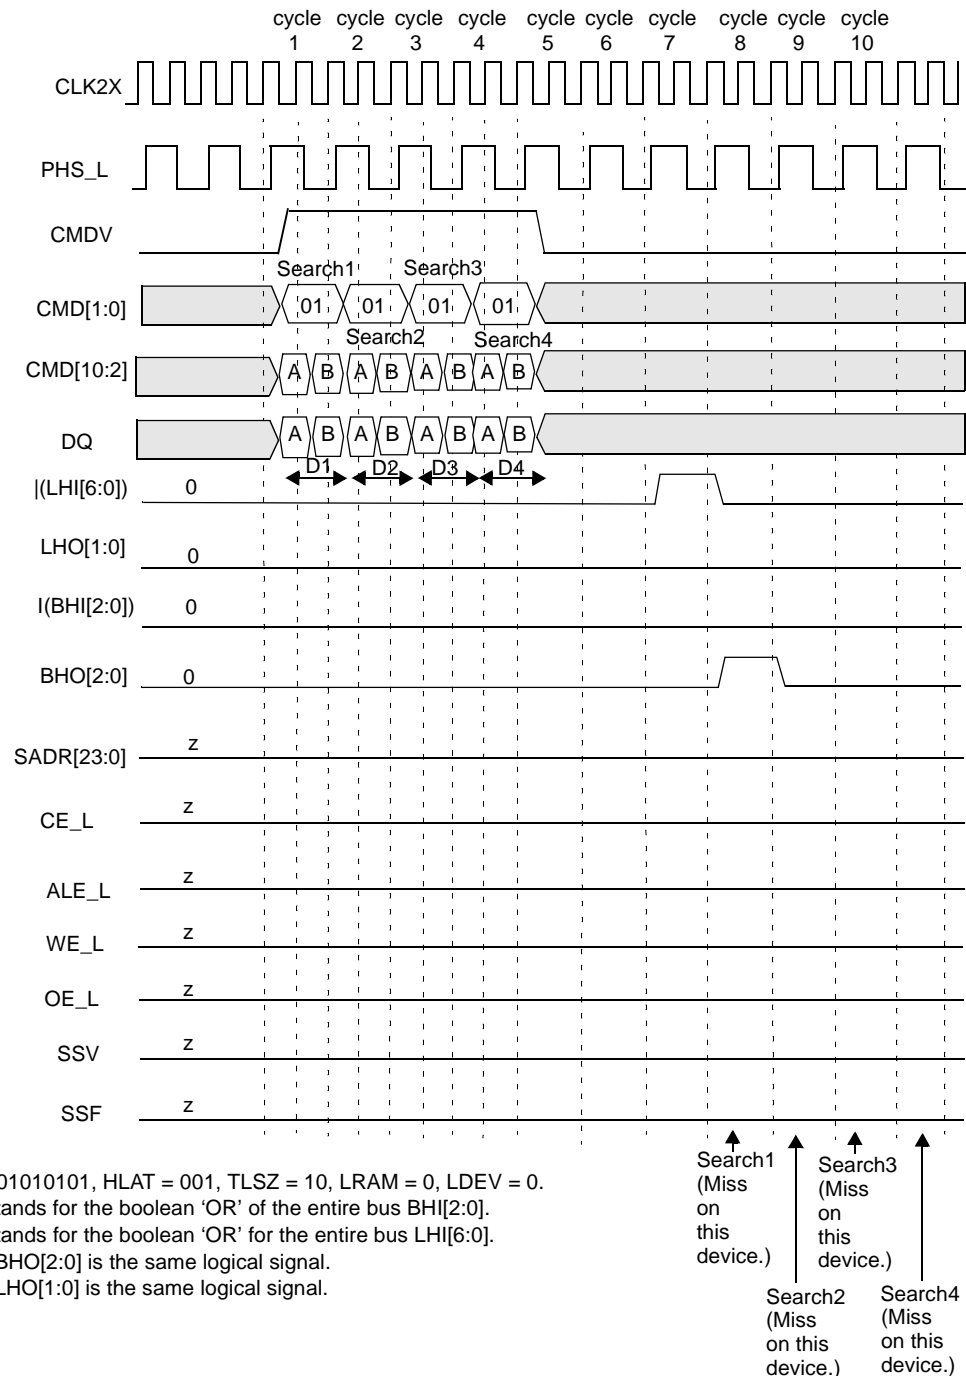 cycle cycle cycle cycle cycle cycle cycle cycle cycle cycle
1 2 3 4 5 6 7 8 9 10
CLK2X
PHS_L
CMDV
Search1 Search3
CMD[1:0] 01 01 01 01
Search2 Search4
CMD[10:2] A B A B A B A B
DQ A B A B A B A B
D1 D2 D3 D4
|(LHI[6:0]) 0
LHO[1:0] 0
I(BHI[2:0]) 0
BHO[2:0] 0
SADR[23:0] z
CE_L z
ALE_L z
WE_L z
OE_L z
SSV z
SSF z
01010101, HLAT = 001, TLSZ = 10, LRAM = 0, LDEV = 0.
tands for the boolean ‘OR’ of the entire bus BHI[2:0].
tands for the boolean ‘OR’ for the entire bus LHI[6:0].
BHO[2:0] is the same logical signal.
LHO[1:0] is the same logical signal.
Search1
(Miss
on
this
device.)
Search2
(Miss
on this
device.)
Search3
(Miss
on
this
device.)
Search4
(Miss
on this
device.)